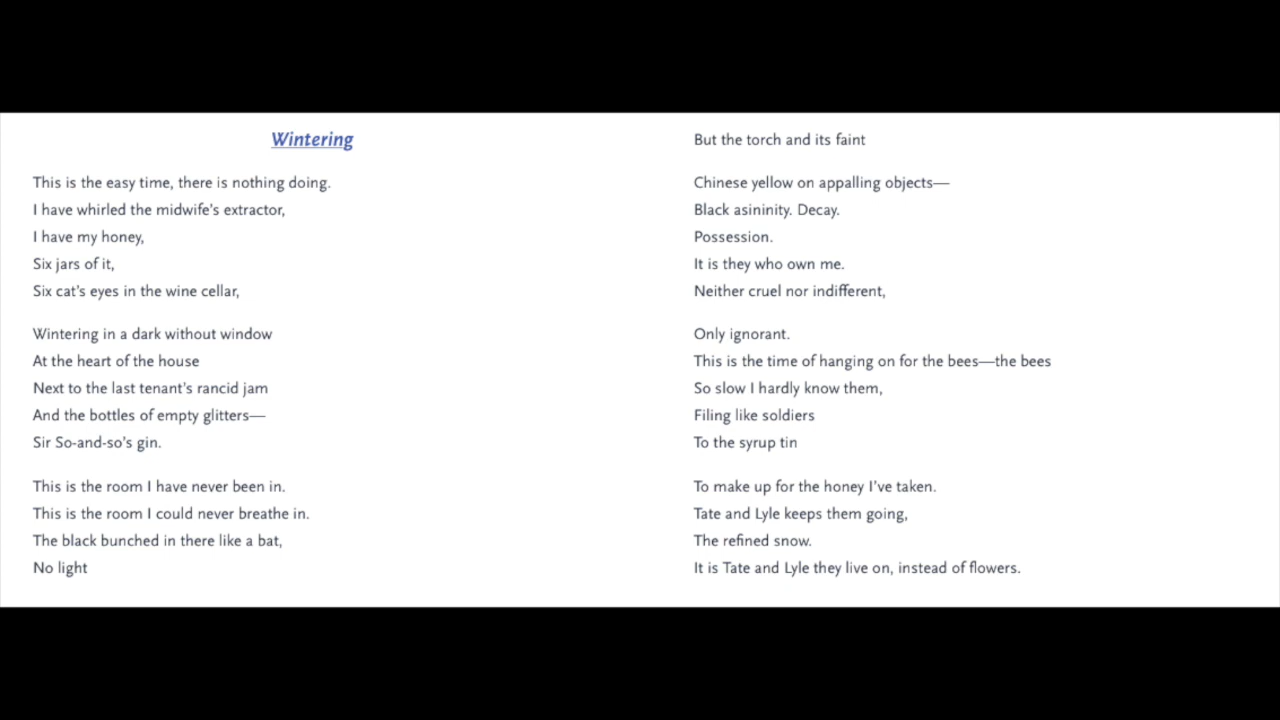 Wintering
This is the easy time, there is nothing doing.
I have whirled the midwife’s extractor,
I have my honey,
Six jars of it,
Six cat’s eyes in the wine cellar,
Wintering in a dark without window
At the heart of the house
Next to the last tenant’s rancid jam
And the bottles of empty glitters—
Sir So-and-so’s gin.
This is the room I have never been in.
This is the room I could never breathe in.
The black bunched in there like a bat,
No light
But the torch and its faint
Chinese yellow on appalling objects—
Black asininity. Decay.
Possession.
It is they who own me.
Neither cruel nor indifferent,
Only ignorant.
This is the time of hanging on for the bees—the bees
So slow I hardly know them,
Filing like soldiers
To the syrup tin
To make up for the honey I’ve taken.
Tate and Lyle keeps them going,
The refined snow.
It is Tate and Lyle they live on, instead of flowers.